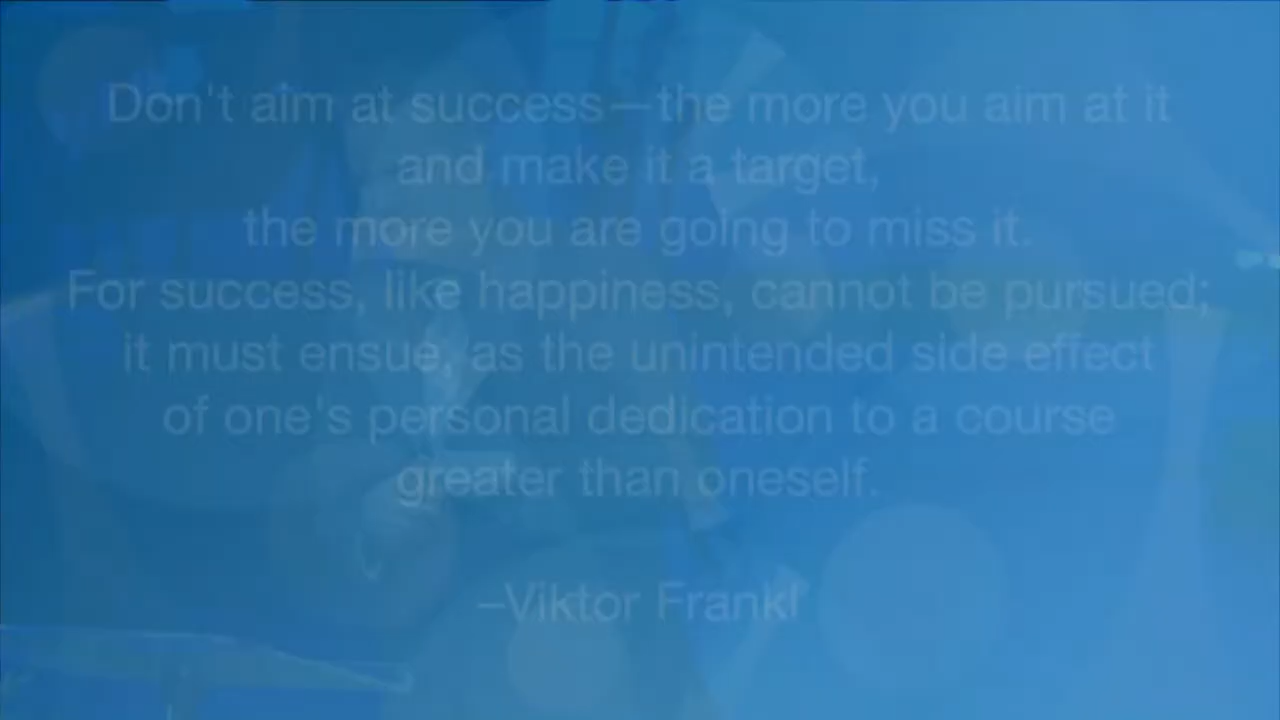 Don't aim at success—the more you aim at it
and make it a target,
the more you are going to miss it.
For success, like happiness, cannot be pursued;
it must ensue, as the unintended side-effect
of one's personal dedication to a course
greater than oneself.
–Viktor Frankl